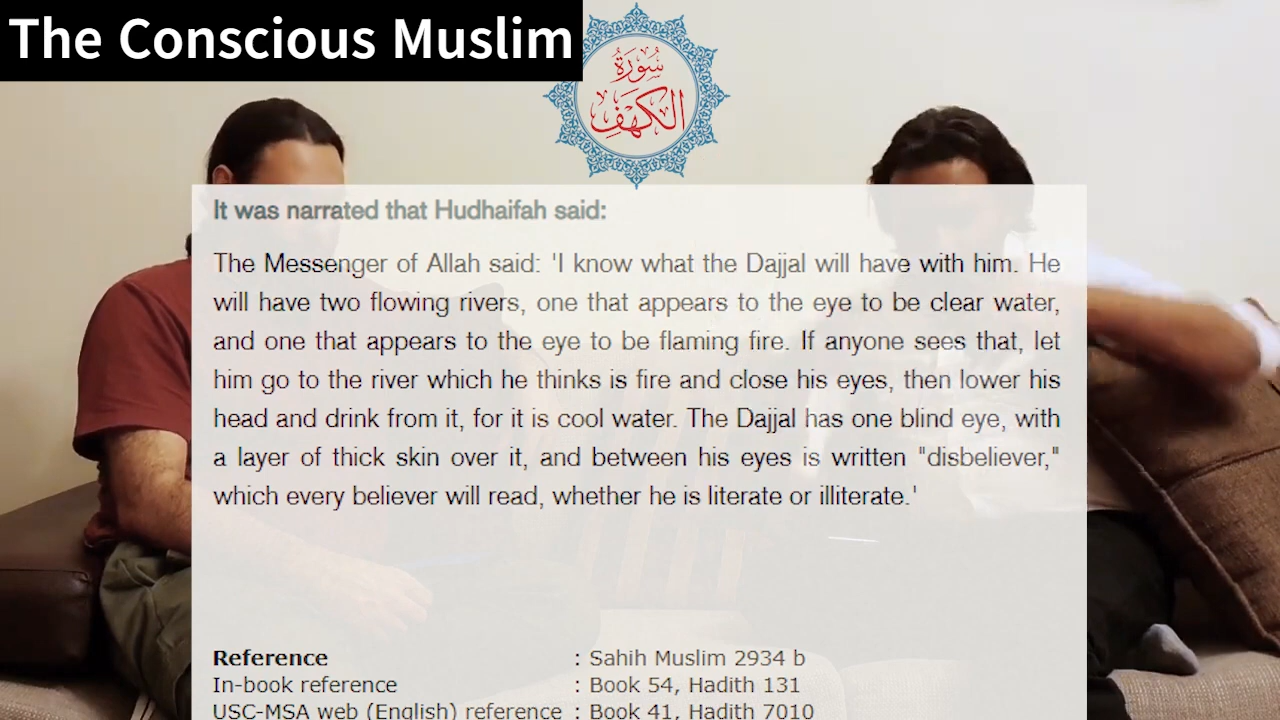 The Conscious Muslim
سُورَةُ
الكَهْفِ
It was narrated that Hudhaifah said:
The Messenger of Allah said: 'I know what the Dajjal will have with him. He
will have two flowing rivers, one that appears to the eye to be clear water,
and one that appears to the eye to be flaming fire. If anyone sees that, let
him go to the river which he thinks is fire and close his eyes, then lower his
head and drink from it, for it is cool water. The Dajjal has one blind eye, with
a layer of thick skin over it, and between his eyes is written "disbeliever,"
which every believer will read, whether he is literate or illiterate.'
Reference : Sahih Muslim 2934 b
In-book reference : Book 54, Hadith 131
USC-MSA web (English) reference : Book 41, Hadith 7010